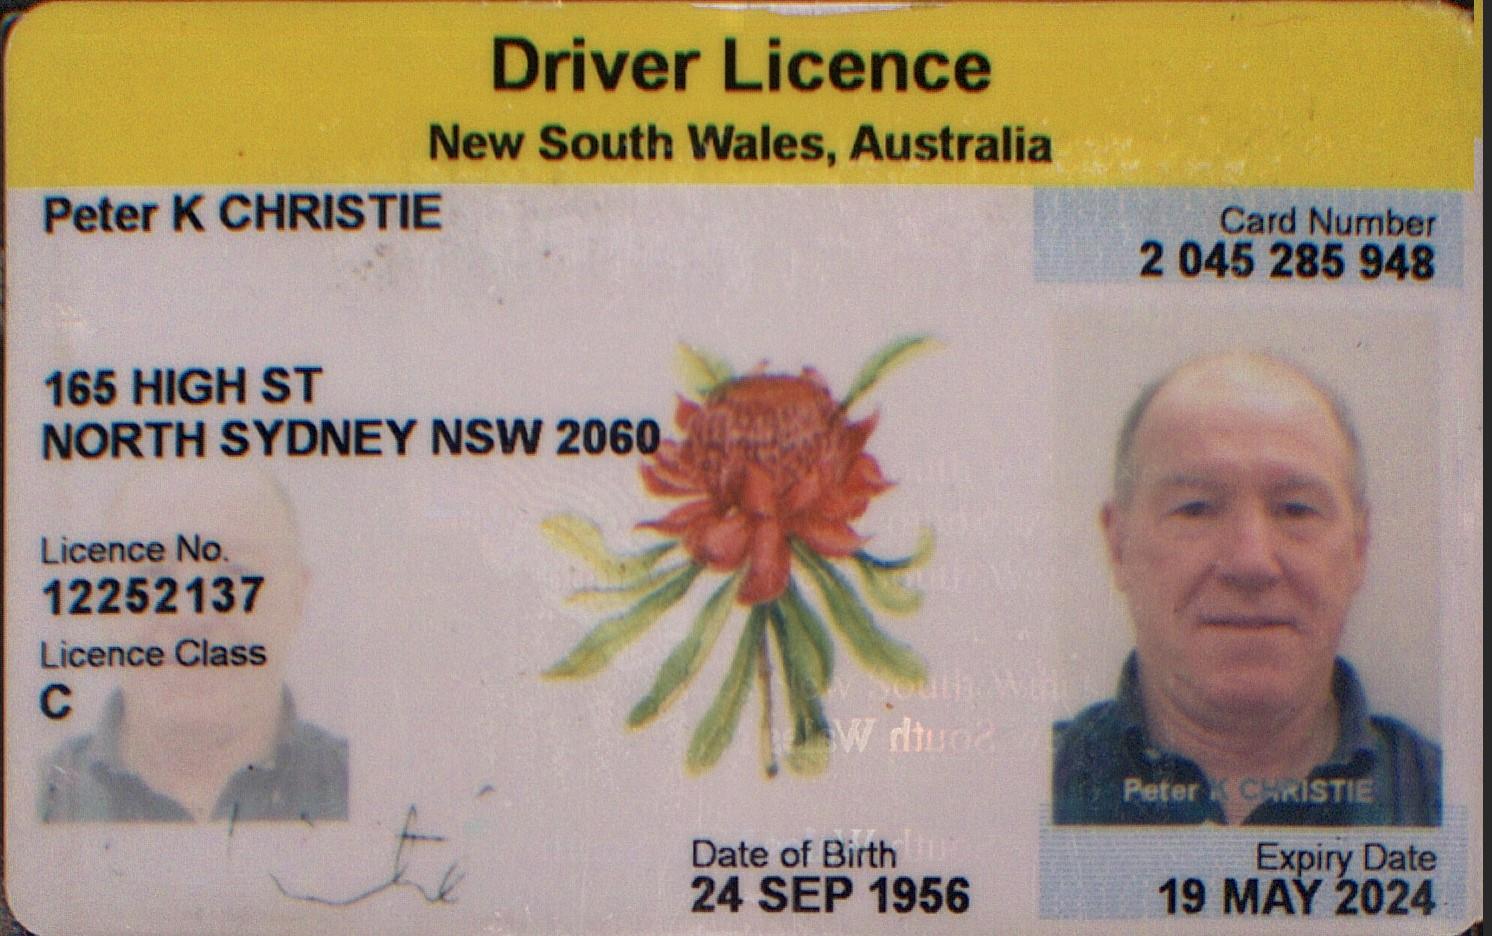 Driver Licence
New South Wales, Australia
Peter K CHRISTIE
Card Number
2 045 285 948
165 HIGH ST
NORTH SYDNEY NSW 2060
Licence No.
12252137
Licence Class
C
Peter K CHRISTIE
Date of Birth
24 SEP 1956
Expiry Date
19 MAY 2024